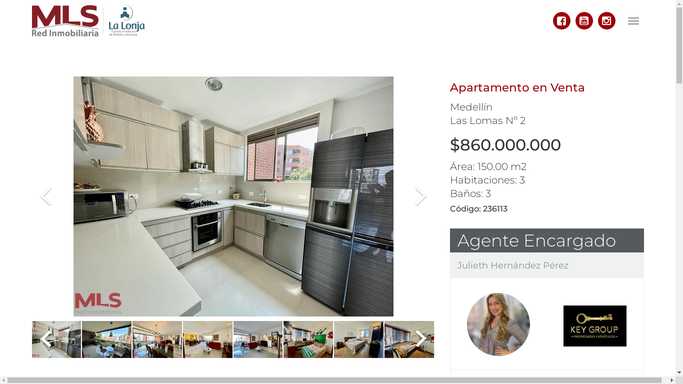 MLS
Red Inmobiliaria
La Lonja
Apartamento en Venta
Medellín
Las Lomas Nº 2
$860.000.000
Área: 150.00 m2
Habitaciones: 3
Baños: 3
Código: 236113
Agente Encargado
Julieth Hernández Pérez
MLS
KEY GROUP